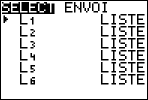 SELECT ENVOI
▶ L1 LISTE
L2 LISTE
L3 LISTE
L4 LISTE
L5 LISTE
L6 LISTE